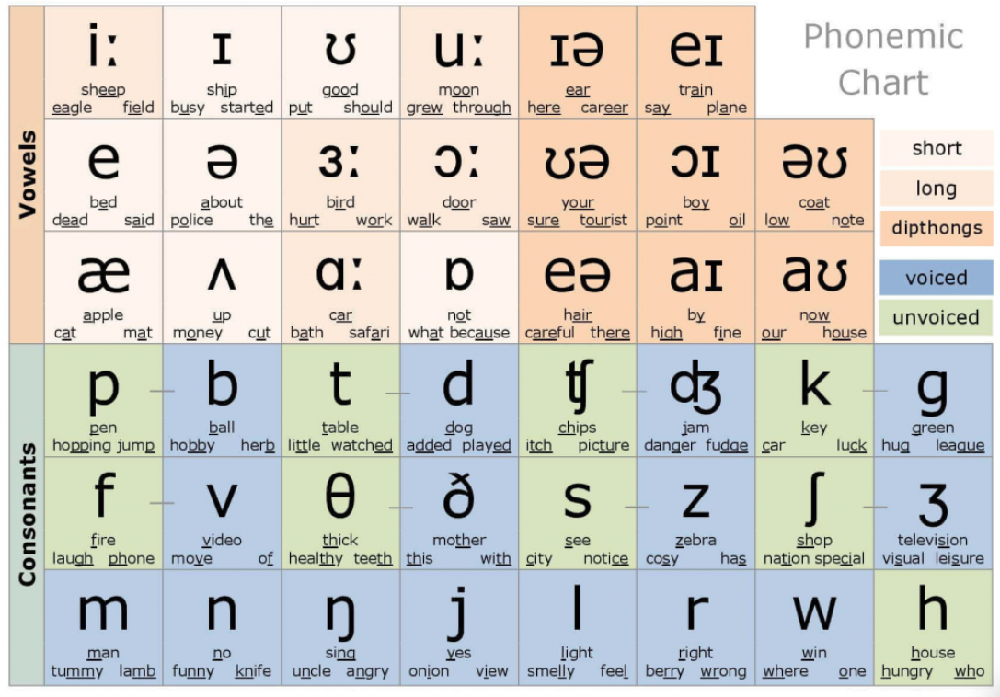 Phonemic
Chart
Vowels
iː ɪ ʊ uː ɪə eɪ
sheep ship good moon ear train
eagle field busy started put should grew through here career say plane
short
long
dipthongs
e ə ɜː ɔː ʊə ɔɪ əʊ
bed about bird door your boy coat
dead said police the hurt work walk saw sure tourist point oil low note
voiced
unvoiced
æ ʌ ɑː ɒ eə aɪ aʊ
apple up car not hair by now
cat mat money cut bath safari what because careful there high fine our house
Consonants
p b t d ʧ ʤ k g
pen ball table dog chips jam key green
hopping jump hobby herb little watched added played itch picture danger fudge car luck hug league
f v θ ð s z ʃ ʒ
fire video thick mother see zebra shop television
laugh phone move of healthy teeth this with city notice cosy has nation special visual leisure
m n ŋ j l r w h
man no sing yes light right win house
tummy lamb funny knife uncle angry onion view smelly feel berry wrong where one hungry who